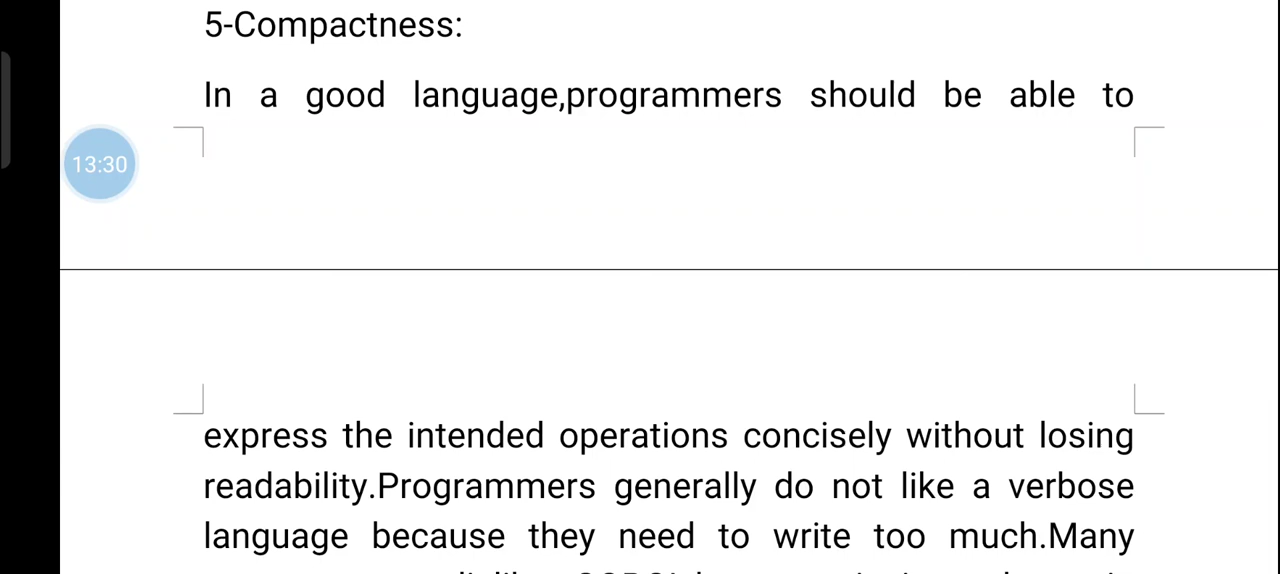 5-Compactness:
In a good language,programmers should be able to
13:30
express the intended operations concisely without losing
readability.Programmers generally do not like a verbose
language because they need to write too much.Many